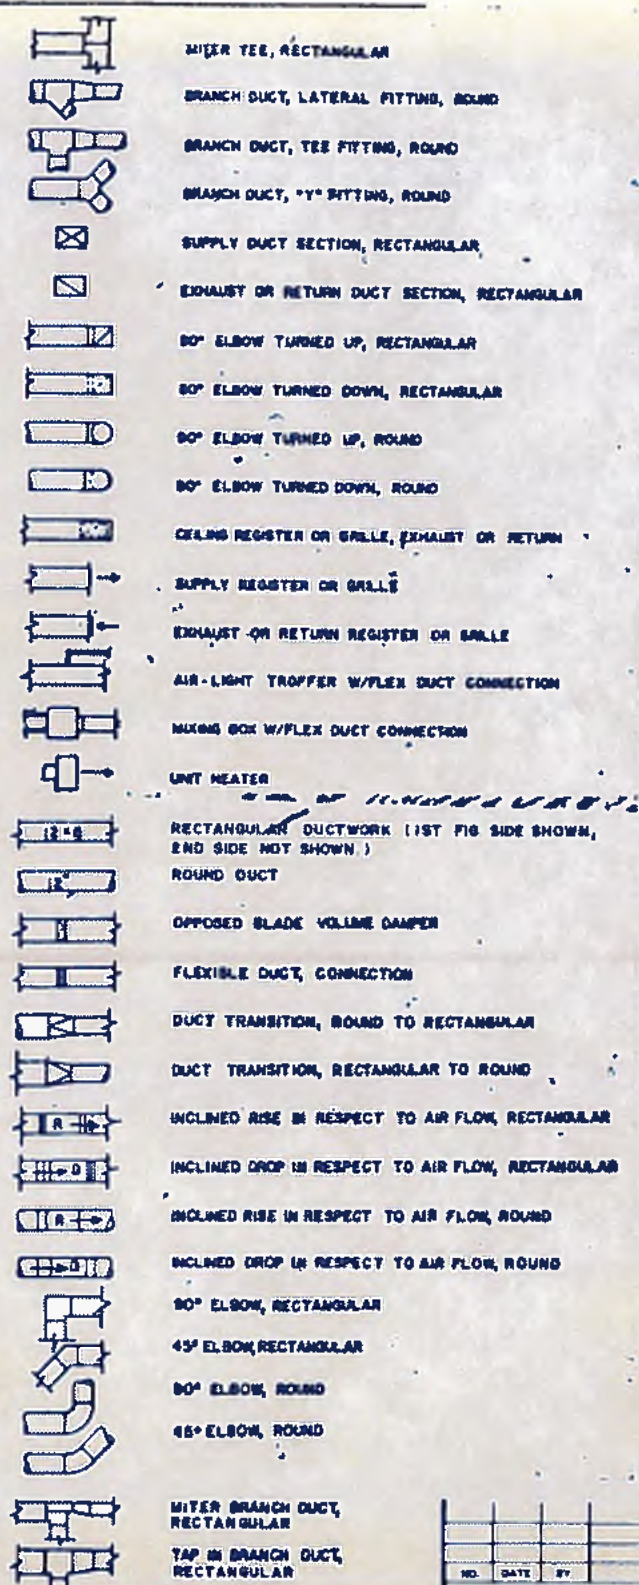 MITER TEE, RECTANGULAR
BRANCH DUCT, LATERAL FITTING, ROUND
BRANCH DUCT, TEE FITTING, ROUND
BRANCH DUCT, "Y" FITTING, ROUND
SUPPLY DUCT SECTION, RECTANGULAR
EXHAUST OR RETURN DUCT SECTION, RECTANGULAR
90° ELBOW TURNED UP, RECTANGULAR
90° ELBOW TURNED DOWN, RECTANGULAR
90° ELBOW TURNED UP, ROUND
90° ELBOW TURNED DOWN, ROUND
CEILING REGISTER OR GRILLE, EXHAUST OR RETURN
SUPPLY REGISTER OR GRILLE
EXHAUST OR RETURN REGISTER OR GRILLE
AIR-LIGHT TROFFER W/FLEX DUCT CONNECTION
MIXING BOX W/FLEX DUCT CONNECTION
UNIT HEATER
RECTANGULAR DUCTWORK (1ST FIG SIDE SHOWN,
END SIDE NOT SHOWN.)
ROUND DUCT
OPPOSED BLADE VOLUME DAMPER
FLEXIBLE DUCT, CONNECTION
DUCT TRANSITION, ROUND TO RECTANGULAR
DUCT TRANSITION, RECTANGULAR TO ROUND
R INCLINED RISE IN RESPECT TO AIR FLOW, RECTANGULAR
D INCLINED DROP IN RESPECT TO AIR FLOW, RECTANGULAR
R INCLINED RISE IN RESPECT TO AIR FLOW, ROUND
D INCLINED DROP IN RESPECT TO AIR FLOW, ROUND
90° ELBOW, RECTANGULAR
45° ELBOW, RECTANGULAR
90° ELBOW, ROUND
45° ELBOW, ROUND
MITER BRANCH DUCT,
RECTANGULAR
TAP IN BRANCH DUCT,
RECTANGULAR
NO. DATE BY